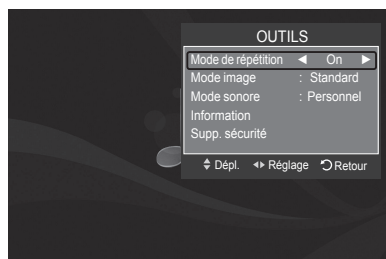 OUTILS
Mode de répétition ◀ On ▶
Mode image : Standard
Mode sonore : Personnel
Information
Supp. sécurité
Dépl. Réglage Retour